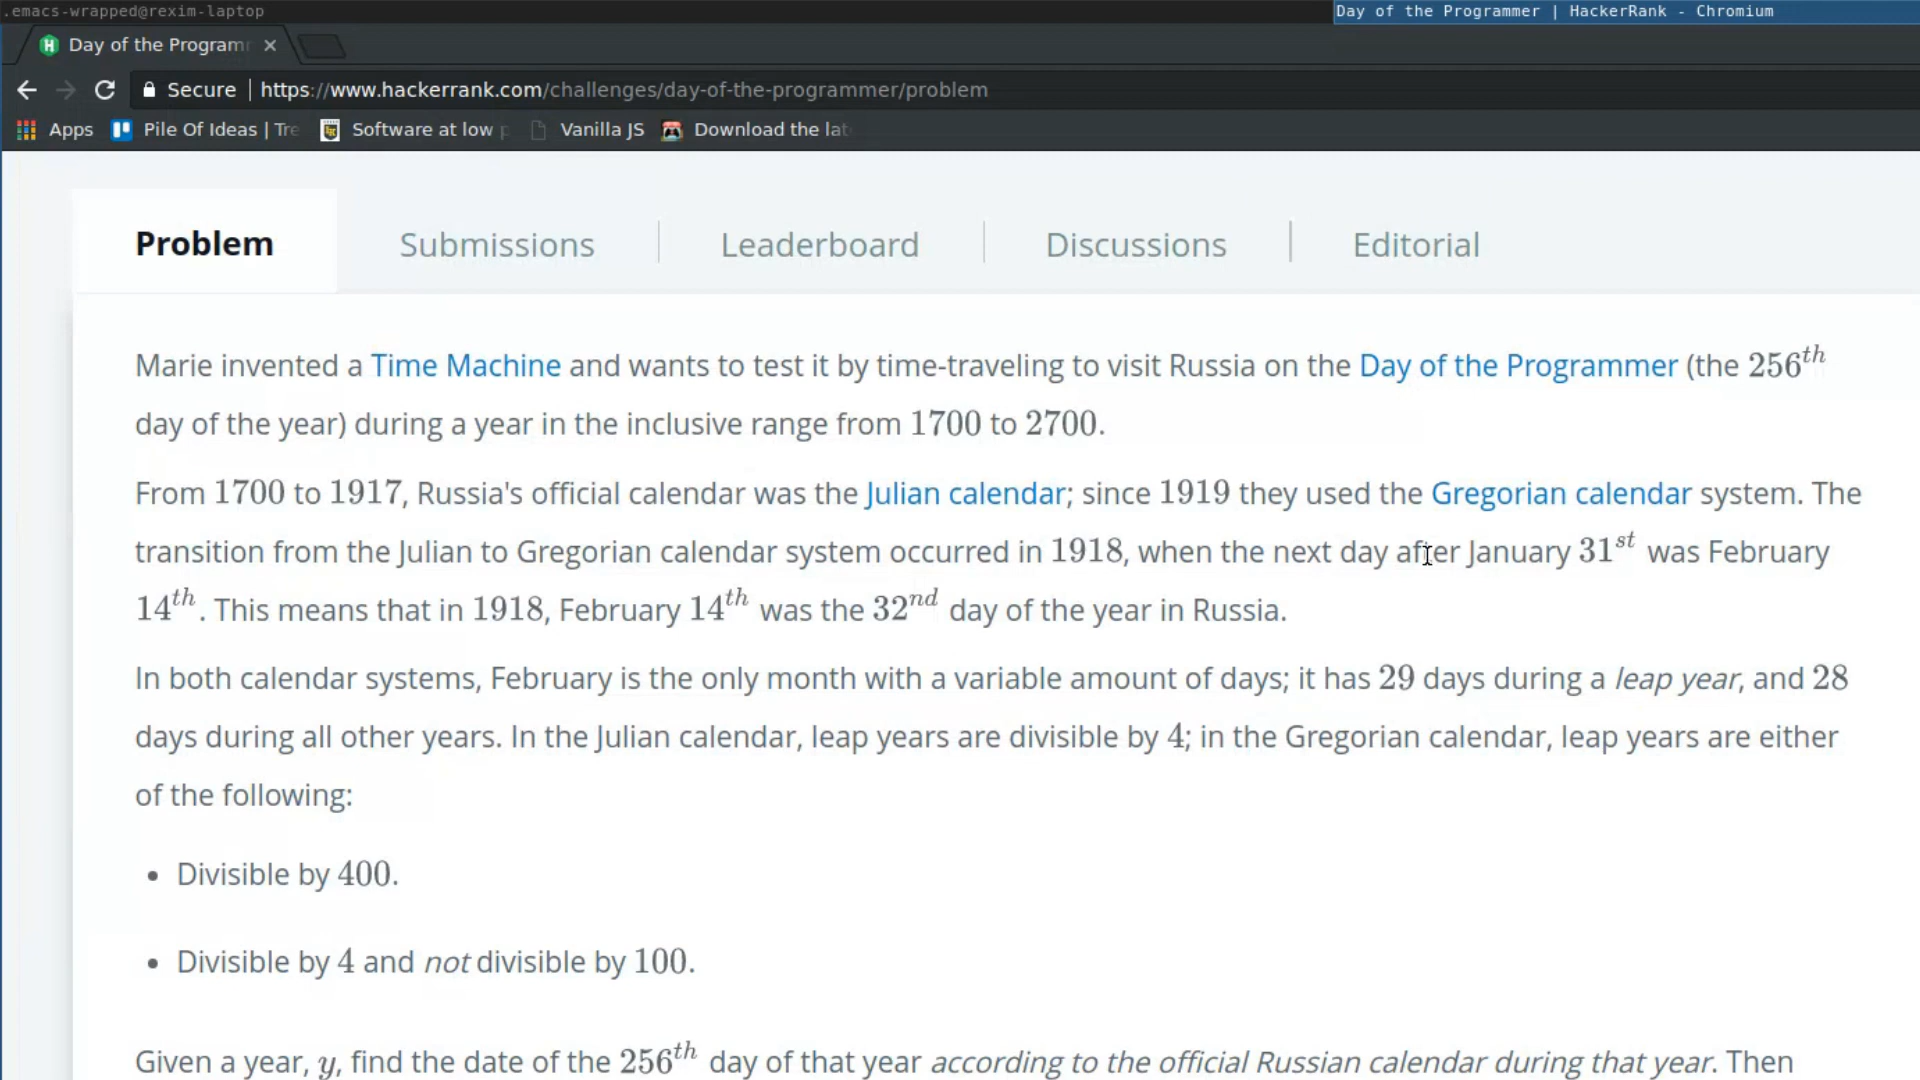 .emacs-wrapped@rexim-laptop
Day of the Programmer | HackerRank - Chromium
Day of the Program
Secure | https://www.hackerrank.com/challenges/day-of-the-programmer/problem
Apps Pile Of Ideas | Tre Software at low p Vanilla JS Download the lat
Problem Submissions Leaderboard Discussions Editorial
Marie invented a Time Machine and wants to test it by time-traveling to visit Russia on the Day of the Programmer (the 256th
day of the year) during a year in the inclusive range from 1700 to 2700.
From 1700 to 1917, Russia's official calendar was the Julian calendar; since 1919 they used the Gregorian calendar system. The
transition from the Julian to Gregorian calendar system occurred in 1918, when the next day after January 31st was February
14th. This means that in 1918, February 14th was the 32nd day of the year in Russia.
In both calendar systems, February is the only month with a variable amount of days; it has 29 days during a leap year, and 28
days during all other years. In the Julian calendar, leap years are divisible by 4; in the Gregorian calendar, leap years are either
of the following:
• Divisible by 400.
• Divisible by 4 and not divisible by 100.
Given a year, y, find the date of the 256th day of that year according to the official Russian calendar during that year. Then